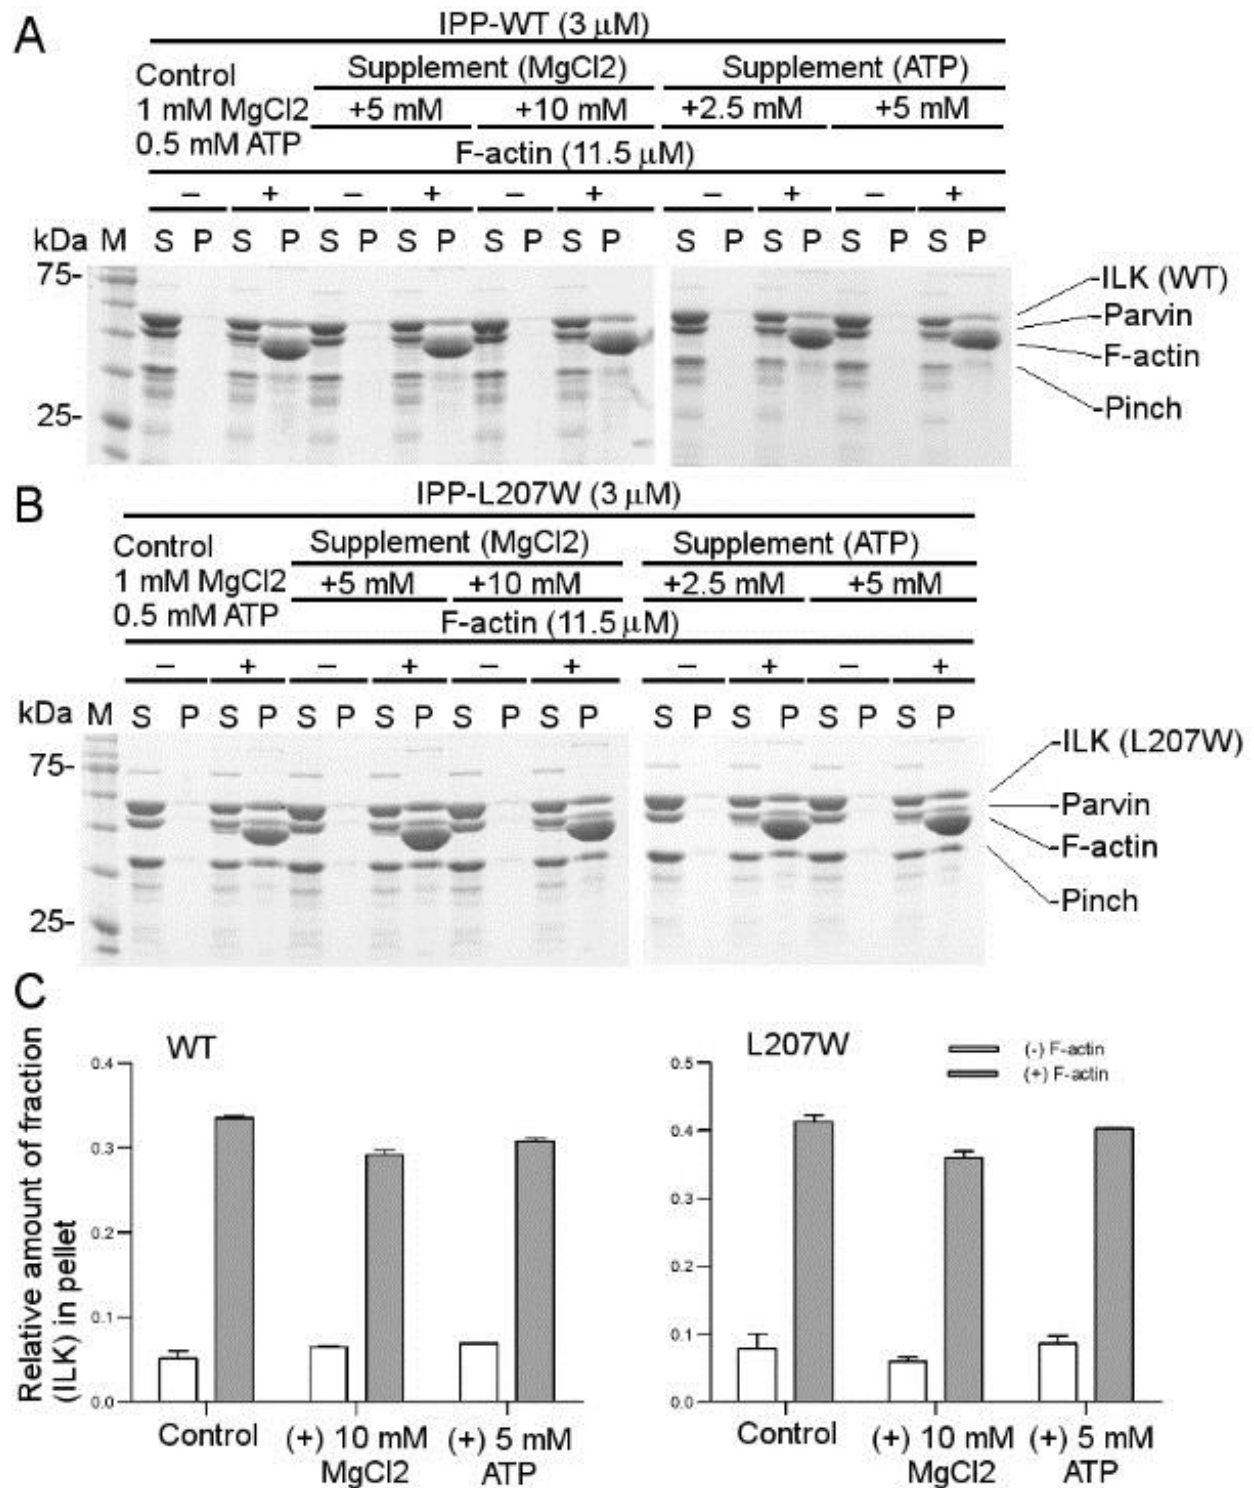 A
IPP-WT (3 µM)
Control
1 mM MgCl2
0.5 mM ATP
Supplement (MgCl2)
Supplement (ATP)
+5 mM
+10 mM
+2.5 mM
+5 mM
F-actin (11.5 µM)
– + – + – + – + – +
kDa M S P S P S P S P S P S P S P S P S P S P
75-
25-
-ILK (WT)
-Parvin
-F-actin
-Pinch
B
IPP-L207W (3 µM)
Control
1 mM MgCl2
0.5 mM ATP
Supplement (MgCl2)
Supplement (ATP)
+5 mM
+10 mM
+2.5 mM
+5 mM
F-actin (11.5 µM)
– + – + – + – + – +
kDa M S P S P S P S P S P S P S P S P S P S P
75-
25-
-ILK (L207W)
-Parvin
-F-actin
-Pinch
C
Relative amount of fraction
(ILK) in pellet
WT
0.4
0.3
0.2
0.1
0.0
Control
(+) 10 mM
MgCl2
(+) 5 mM
ATP
L207W
(-) F-actin
(+) F-actin
0.5
0.4
0.3
0.2
0.1
0.0
Control
(+) 10 mM
MgCl2
(+) 5 mM
ATP